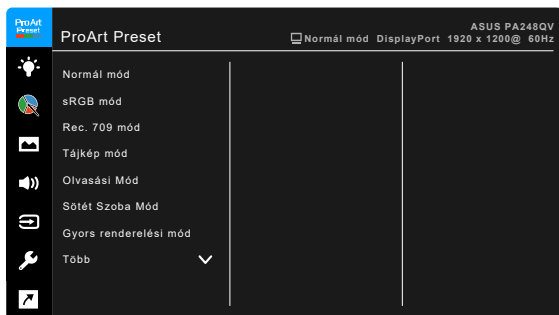 ProArt
Preset
ProArt Preset
ASUS PA248QV
Normál mód DisplayPort 1920 x 1200@ 60Hz
Normál mód
sRGB mód
Rec. 709 mód
Tájkép mód
Olvasási Mód
Sötét Szoba Mód
Gyors renderelési mód
Több